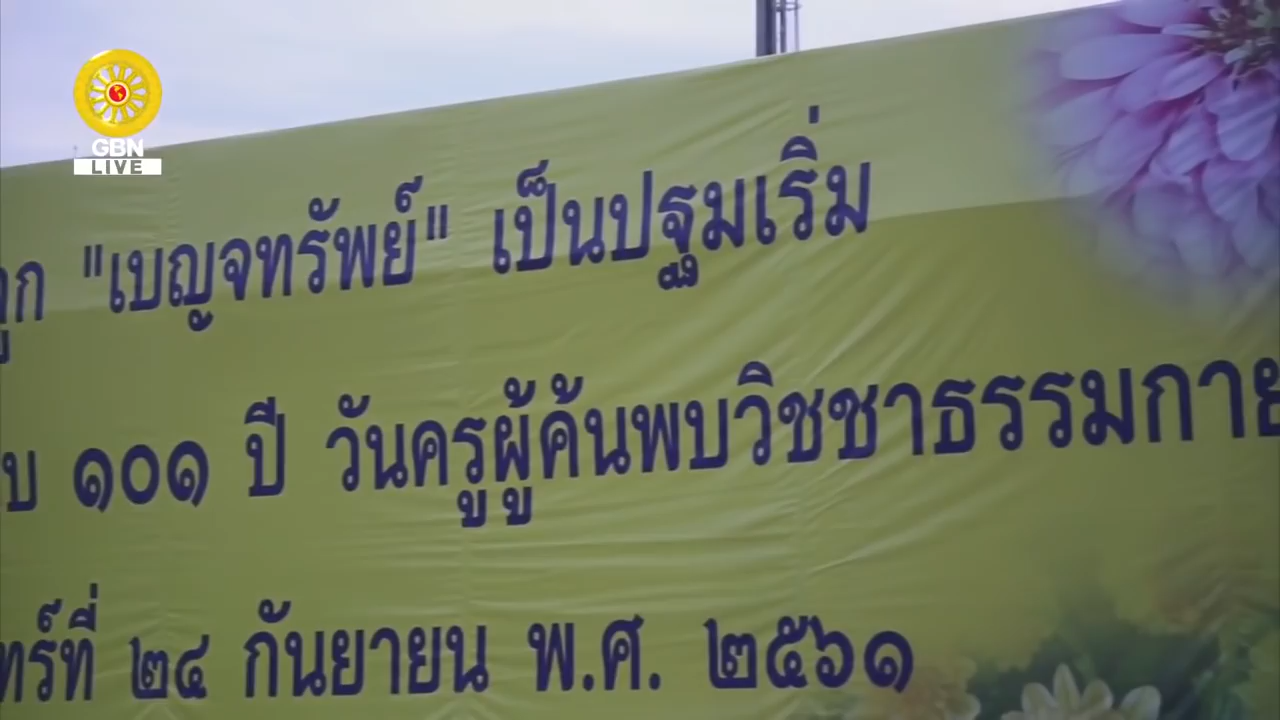 GBN
LIVE
"เบญจทรัพย์" เป็นปฐมเริ่ม
๑๐๑ ปี วันครูผู้ค้นพบวิชชาธรรมกาย
ทร์ที่ ๒๔ กันยายน พ.ศ. ๒๕๖๑